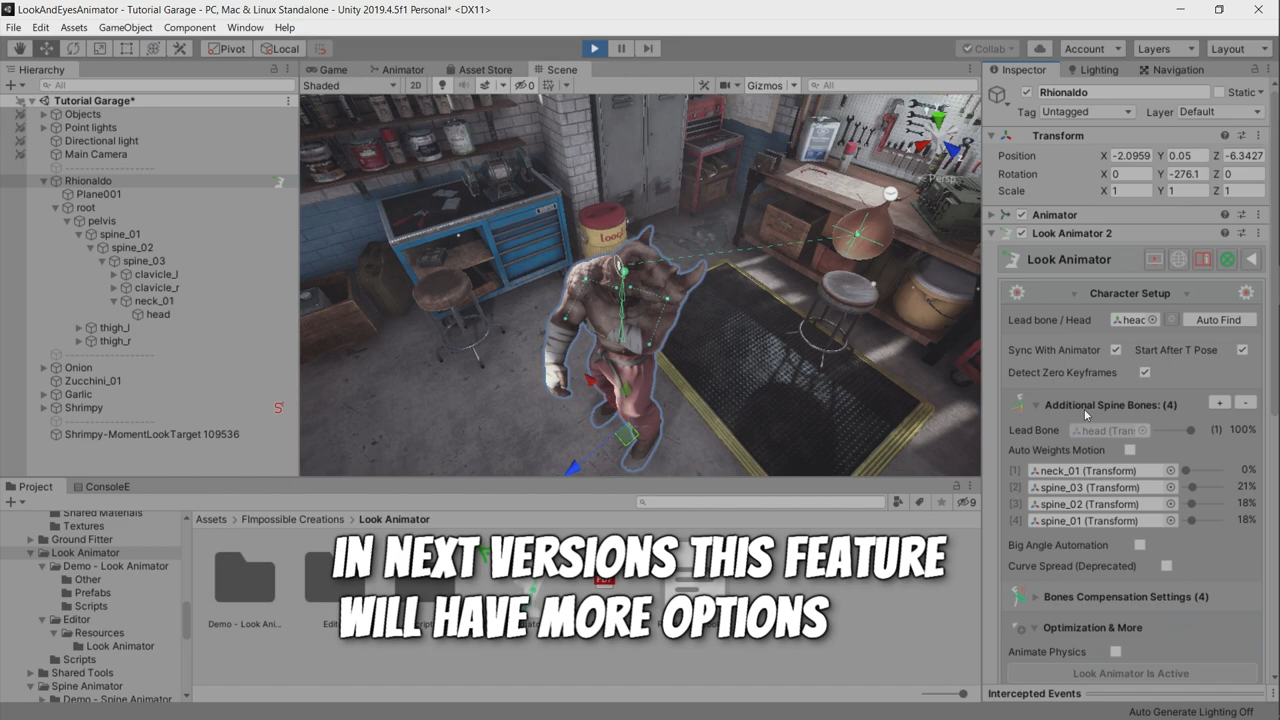 LookAndEyesAnimator - Tutorial Garage - PC, Mac & Linux Standalone - Unity 2019.4.5f1 Personal* <DX11>
File Edit Assets GameObject Component Window Help
Pivot Local Collab Account Layers Layout
Hierarchy
All
Tutorial Garage*
Objects
Point lights
Directional light
Main Camera
Rhionaldo
Plane001
root
pelvis
spine_01
spine_02
spine_03
clavicle_l
clavicle_r
neck_01
head
thigh_l
thigh_r
Onion
Zucchini_01
Garlic
Shrimpy
Shrimpy-MomentLookTarget 109536
Game Animator Asset Store Scene
Shaded 2D 0 Gizmos All
Persp
Inspector Lighting Navigation
Rhionaldo Static
Tag Untagged Layer Default
Transform
Position X -2.0959 Y 0.05 Z -6.3427
Rotation X 0 Y -276.1 Z 0
Scale X 1 Y 1 Z 1
Animator
Look Animator 2
Look Animator
Character Setup
Lead bone / Head Auto Find
Sync With Animator Start After T Pose
Detect Zero Keyframes
Additional Spine Bones: (4) + -
Lead Bone head (Tran: (1) 100%
Auto Weights Motion
[1] neck_01 (Transform) 0%
[2] spine_03 (Transform) 21%
[3] spine_02 (Transform) 18%
[4] spine_01 (Transform) 18%
Big Angle Automation
Curve Spread (Deprecated)
Bones Compensation Settings (4)
Optimization & More
Animate Physics
Look Animator Is Active
Intercepted Events
Auto Generate Lighting Off
Project ConsoleE
9
Shared Materials
Textures
Ground Fitter
Look Animator
Demo - Look Animator
Other
Prefabs
Scripts
Editor
Resources
Look Animator
Scripts
Shared Tools
Spine Animator
Demo - Spine Animator
Assets > FImpossible Creations > Look Animator
Demo - Look Ani...
IN NEXT VERSIONS THIS FEATURE
WILL HAVE MORE OPTIONS